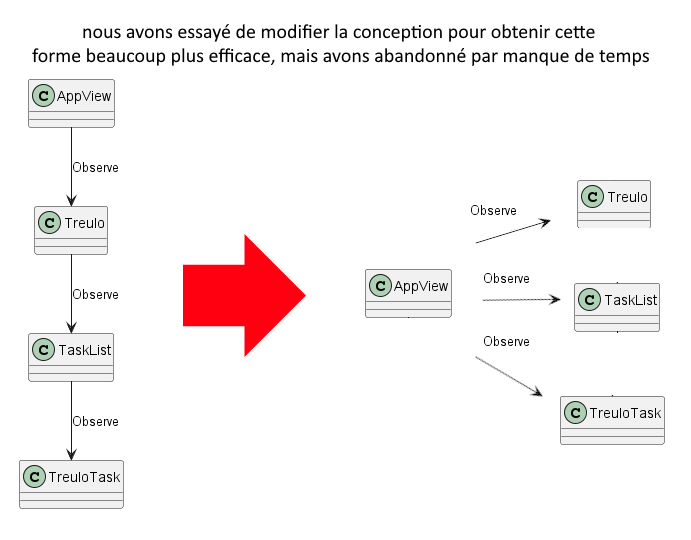 nous avons essayé de modifier la conception pour obtenir cette
forme beaucoup plus efficace, mais avons abandonné par manque de temps
C AppView
Observe
C Treulo
Observe
C TaskList
Observe
C TreuloTask
C AppView
Observe
C Treulo
Observe
C TaskList
Observe
C TreuloTask